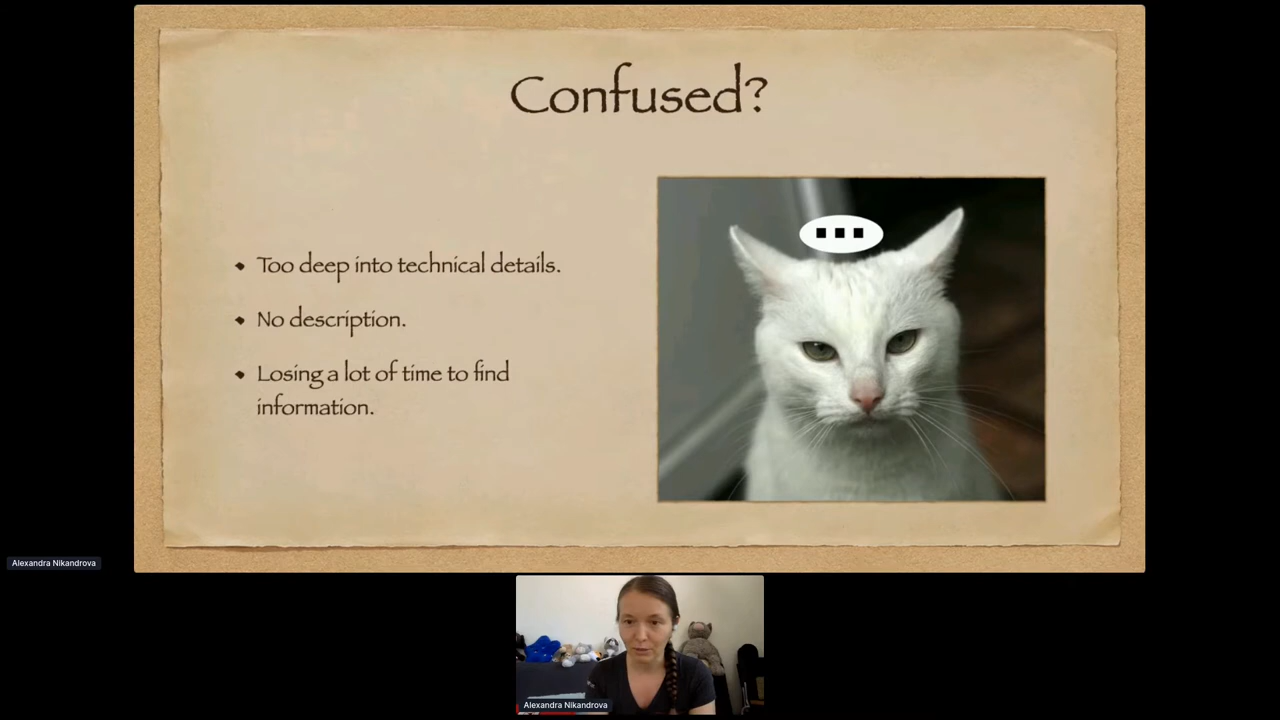 Confused?
Too deep into technical details.
No description.
Losing a lot of time to find
information.
Alexandra Nikandrova
Alexandra Nikandrova